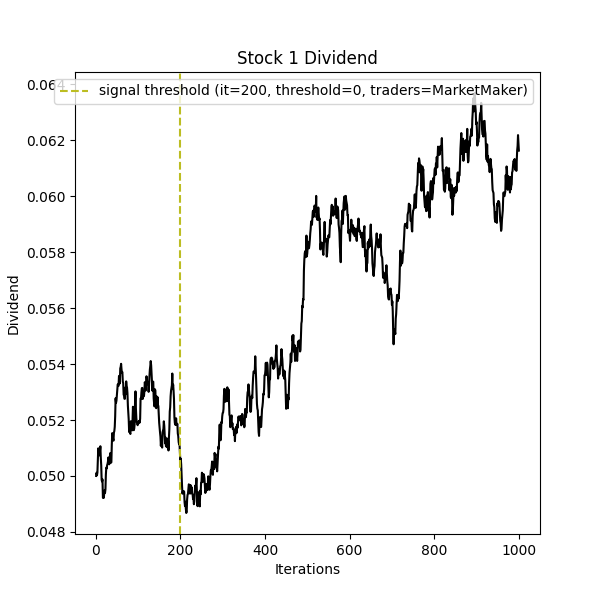 Stock 1 Dividend
signal threshold (it=200, threshold=0, traders=MarketMaker)
0.064
0.062
0.060
0.058
0.056
0.054
0.052
0.050
0.048
Dividend
0 200 400 600 800 1000
Iterations